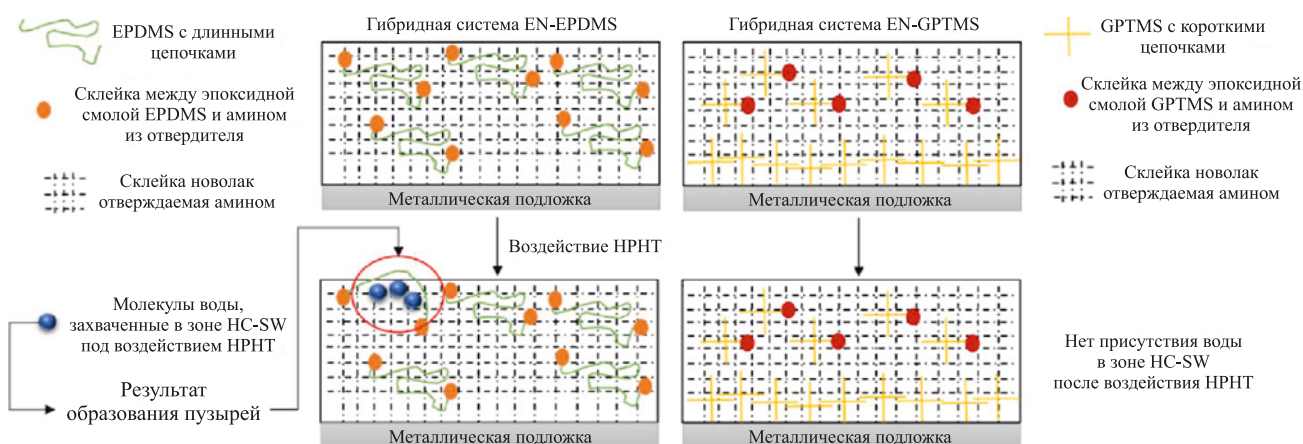 EPDMS с длинными
цепочками
Склейка между эпоксидной
смолой EPDMS и амином
из отвердителя
Склейка новолак
отверждаемая амином
Гибридная система EN-EPDMS
Металлическая подложка
Гибридная система EN-GPTMS
Металлическая подложка
GPTMS с короткими
цепочками
Склейка между эпоксидной
смолой GPTMS и амином
из отвердителя
Склейка новолак
отверждаемая амином
Воздействие HPHT
Молекулы воды,
захваченные в зоне HC-SW
под воздействием HPHT
Результат
образования пузырей
Металлическая подложка
Металлическая подложка
Нет присутствия воды
в зоне HC-SW
после воздействия HPHT